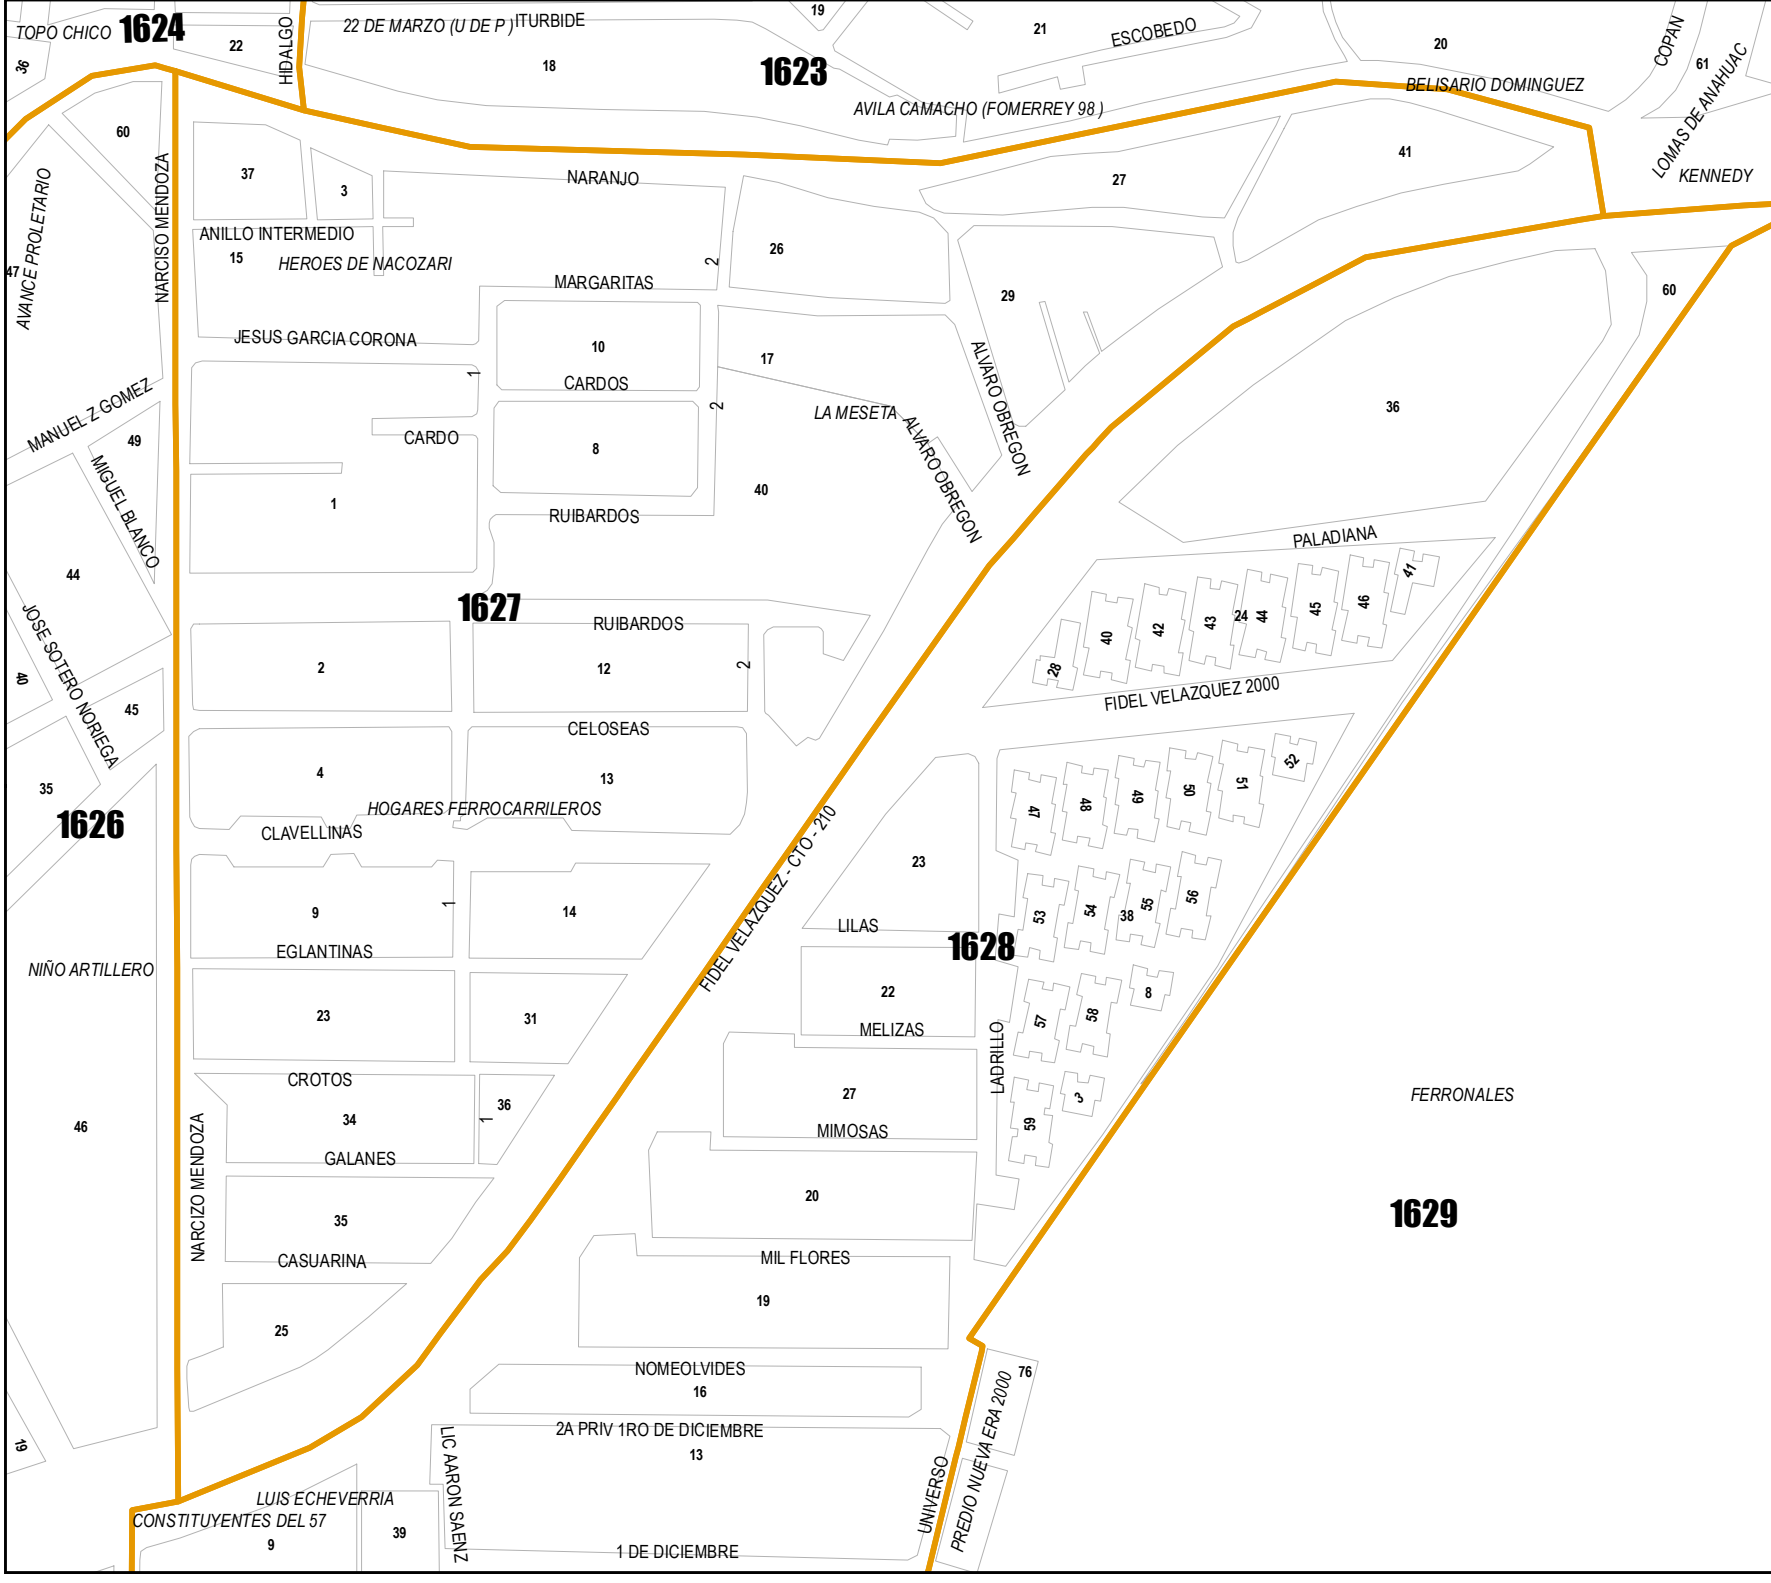 TOPO CHICO
1624
22
HIDALGO
22 DE MARZO (U DE P )
ITURBIDE
19
21
ESCOBEDO
20
COPAN
61
LOMAS DE ANAHUAC
36
18
1623
AVILA CAMACHO (FOMERREY 98 )
BELISARIO DOMINGUEZ
60
NARCISO MENDOZA
37
3
NARANJO
27
41
KENNEDY
AVANCE PROLETARIO
47
ANILLO INTERMEDIO
15
HEROES DE NACOZARI
MARGARITAS
2
26
29
60
JESUS GARCIA CORONA
10
17
ALVARO OBREGON
1
CARDOS
2
LA MESETA
ALVARO OBREGON
36
MANUEL Z GOMEZ
49
CARDO
8
MIGUEL BLANCO
1
40
RUIBARDOS
PALADIANA
44
1627
41
46
45
44
24
43
42
40
28
JOSE SOTERO NORIEGA
RUIBARDOS
2
12
2
40
45
FIDEL VELAZQUEZ 2000
CELOSEAS
4
13
35
HOGARES FERROCARRILEROS
1626
CLAVELLINAS
FIDEL VELAZQUEZ - CTO - 210
52
51
50
49
48
47
23
9
1
14
LILAS
53
54
38
55
56
EGLANTINAS
1628
NIÑO ARTILLERO
22
8
23
31
MELIZAS
57
58
LADRILLO
CROTOS
36
27
3
FERRONALES
34
1
MIMOSAS
59
46
GALANES
NARCIZO MENDOZA
20
35
1629
CASUARINA
MIL FLORES
19
25
NOMEOLVIDES
16
76
PREDIO NUEVA ERA 2000
2A PRIV 1RO DE DICIEMBRE
13
19
LIC AARON SAENZ
UNIVERSO
LUIS ECHEVERRIA
CONSTITUYENTES DEL 57
39
9
1 DE DICIEMBRE